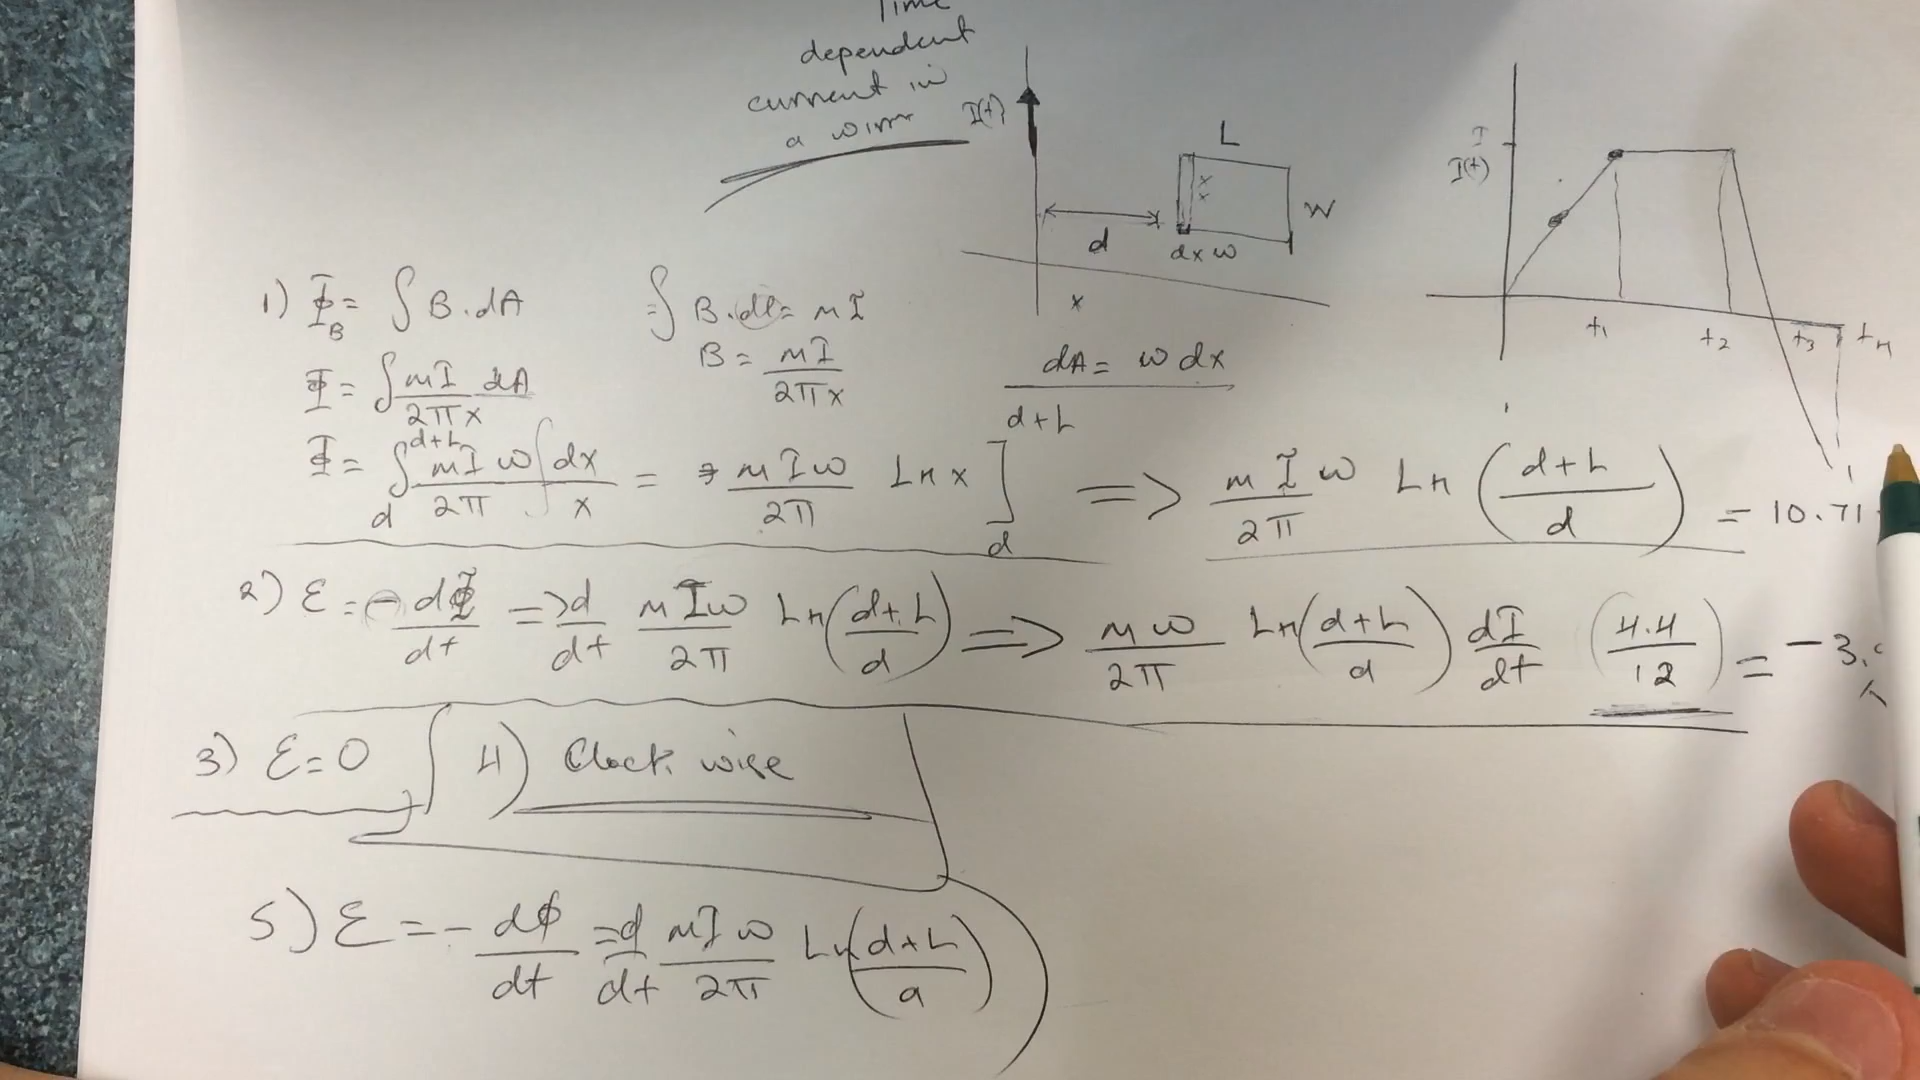 Time
dependent
current in
a wire
I(t)
L
W
d
dx w
x
I
I(t)
t₁
t₂
t₃
t₄
1) Φ_B = ∫ B.dA
= ∫ B.dl = μI
Φ = ∫ μI/2πx dA
B = μI/2πx
dA = w dx
Φ = ∫_d^{d+L} μI w/2π ∫ dx/x = μIw/2π Ln x ]_d^{d+L} => μIw/2π Ln (d+L/d) = 10.71
2) ε = - dΦ/dt => d/dt μIw/2π Ln(d+L/d) => μw/2π Ln(d+L/d) dI/dt (4.4/12) = -3.
3) ε=0
4) Clock wise
5) ε = - dϕ/dt = d/dt μIw/2π Ln(d+L/a)